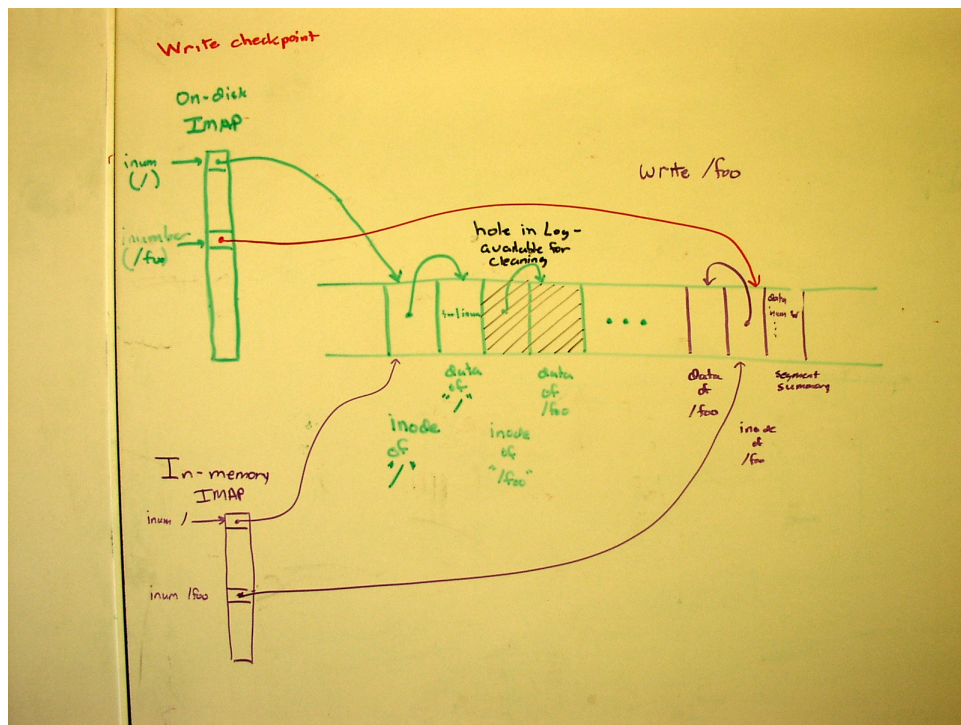 Write checkpoint
On-disk
IMAP
inum
(/)
inumber
(/foo)
Write /foo
hole in Log-
available for
cleaning
data
inum
data
of
"/"
data
of
/foo
data
of
/foo
segment
summary
inode
of
"/"
inode
of
"/foo"
inode
of
/foo
In-memory
IMAP
inum /
inum /foo